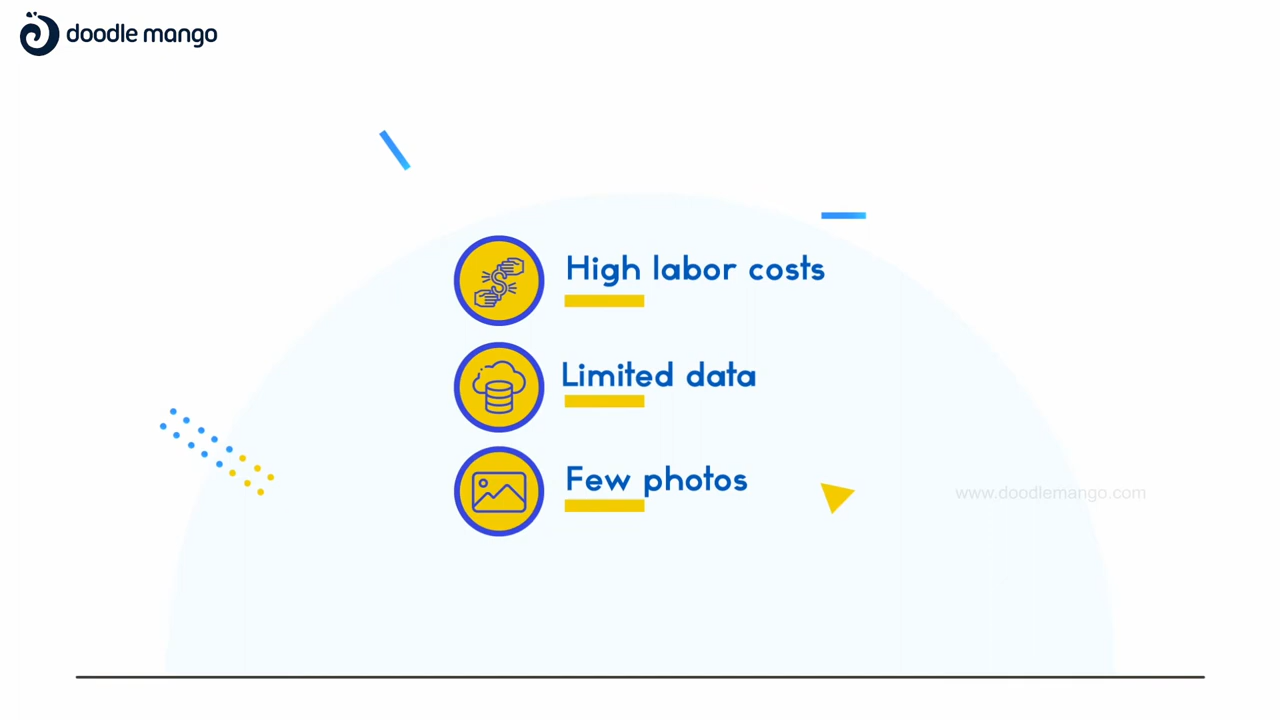 doodle mango
High labor costs
Limited data
Few photos
www.doodlemango.com